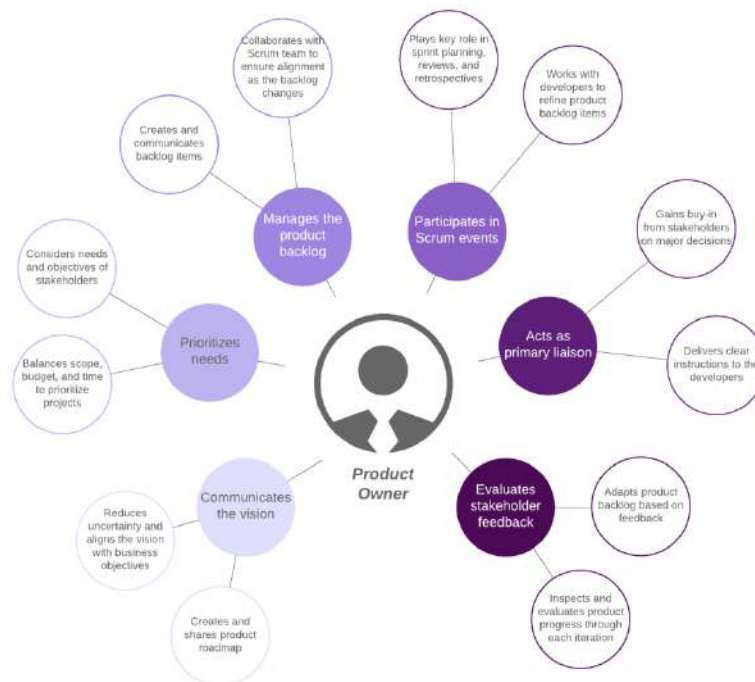 Collaborates with
Scrum team to
ensure alignment
as the backlog
changes
Plays key role in
sprint planning,
reviews, and
retrospectives
Works with
developers to
refine product
backlog items
Creates and
communicates
backlog items
Manages the
product
backlog
Participates in
Scrum events
Gains buy-in
from stakeholders
on major decisions
Considers needs
and objectives of
stakeholders
Prioritizes
needs
Acts as
primary liaison
Balances scope,
budget, and time
to prioritize
projects
Delivers clear
instructions to the
developers
Product
Owner
Communicates
the vision
Evaluates
stakeholder
feedback
Reduces
uncertainty and
aligns the vision
with business
objectives
Adapts product
backlog based on
feedback
Creates and
shares product
roadmap
Inspects and
evaluates product
progress through
each iteration